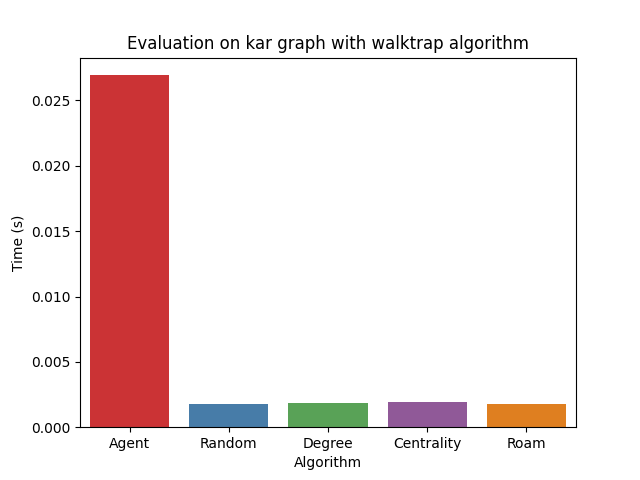 Evaluation on kar graph with walktrap algorithm
Time (s)
0.025
0.020
0.015
0.010
0.005
0.000
Agent Random Degree Centrality Roam
Algorithm